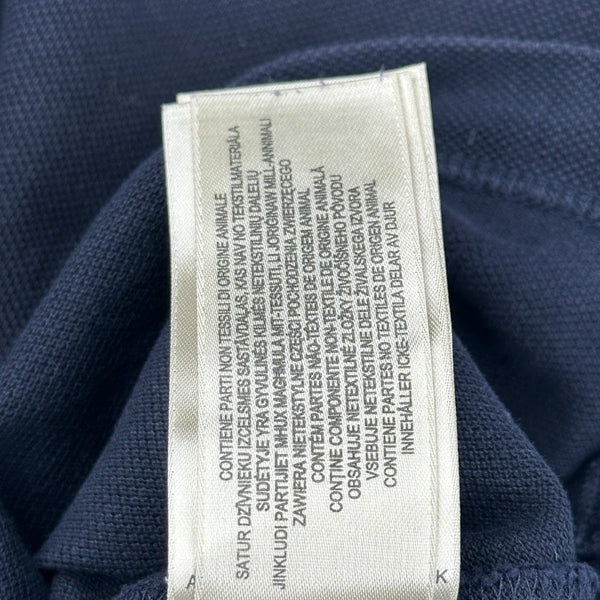 CONTIENE PARTI NON TESSILI DI ORIGINE ANIMALE
SATUR DZĪVNIEKU IZCELSMES SASTĀVDAĻAS, KAS NAV NO TEKSTILMATERIĀLA
SUDĖTYJE YRA GYVULINĖS KILMĖS NETEKSTILINIŲ DALELIŲ
JINKLUDI PARTIJIET MHUX MAGHMULA MIT-TESSUTI, LI JORIĠINAW MILL-ANNIMALI
ZAWIERA NIETEKSTYLNE CZĘŚCI POCHODZENIA ZWIERZĘCEGO
CONTÉM PARTES NÃO-TÊXTEIS DE ORIGEM ANIMAL
CONTINE COMPONENTE NON-TEXTILE DE ORIGINE ANIMALĂ
OBSAHUJE NETEXTILNÉ ZLOŽKY ŽIVOČÍŠNEHO PÔVODU
VSEBUJE NETEKSTILNE DELE ŽIVALSKEGA IZVORA
CONTIENE PARTES NO TEXTILES DE ORIGEN ANIMAL
INNEHÅLLER ICKE-TEXTILA DELAR AV DJUR
A K